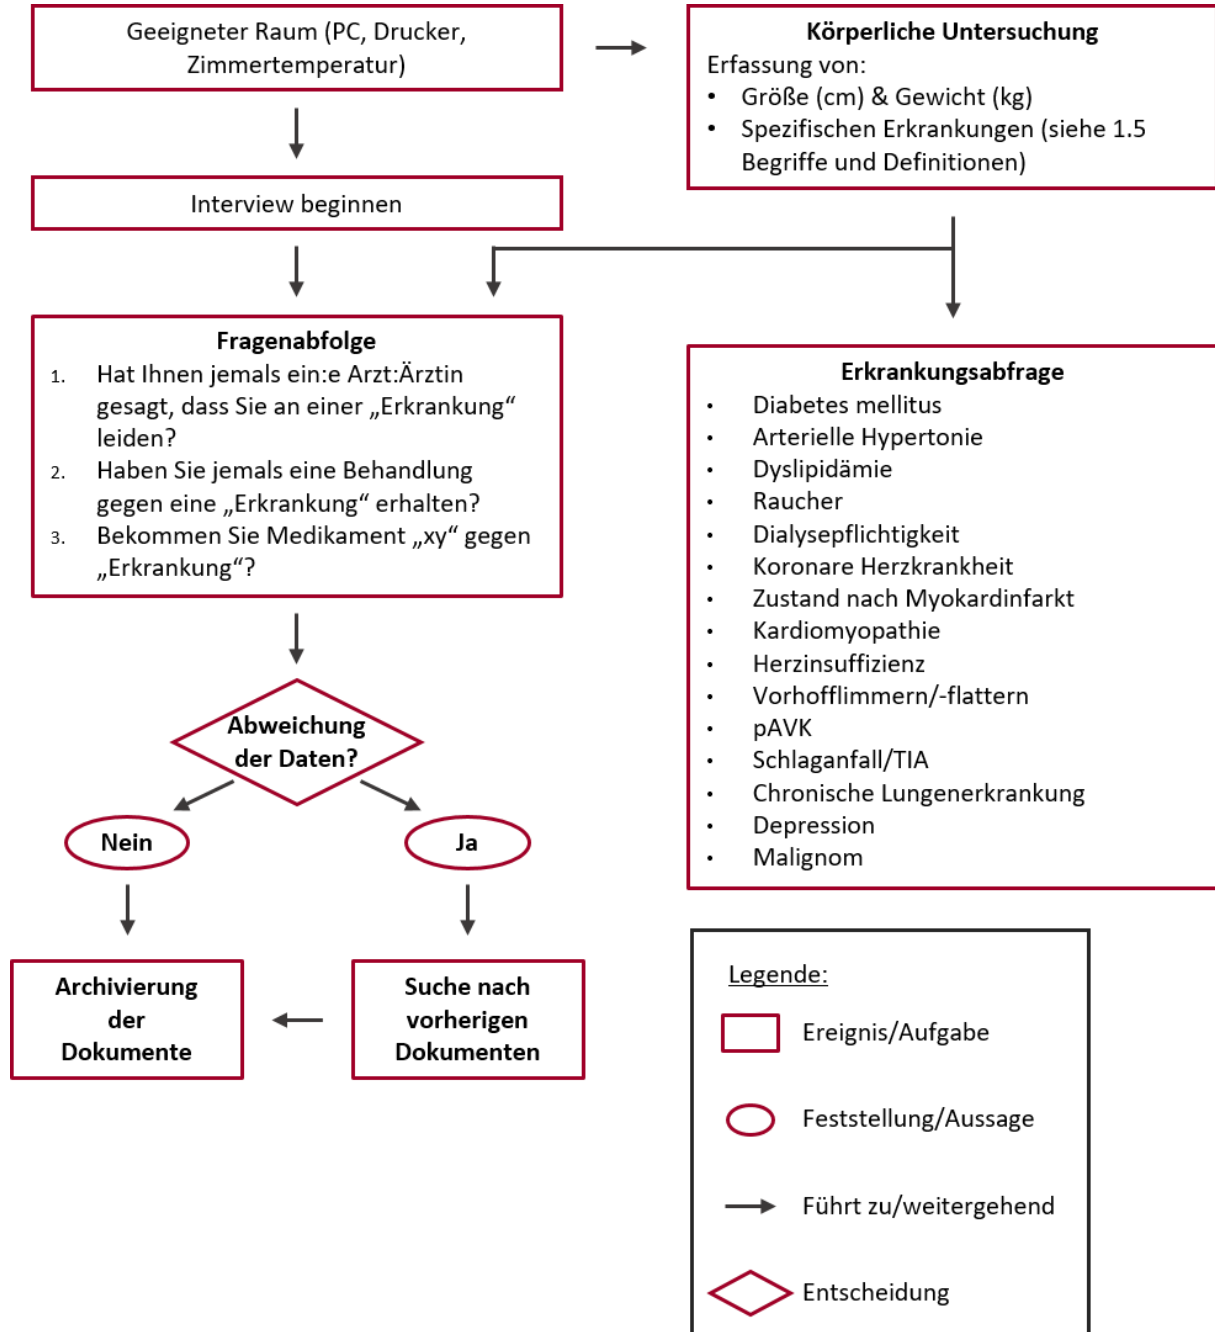 Geeigneter Raum (PC, Drucker,
Zimmertemperatur)
Körperliche Untersuchung
Erfassung von:
• Größe (cm) & Gewicht (kg)
• Spezifischen Erkrankungen (siehe 1.5
Begriffe und Definitionen)
Interview beginnen
Fragenabfolge
1. Hat Ihnen jemals ein:e Arzt:Ärztin
gesagt, dass Sie an einer „Erkrankung“
leiden?
2. Haben Sie jemals eine Behandlung
gegen eine „Erkrankung“ erhalten?
3. Bekommen Sie Medikament „xy“ gegen
„Erkrankung“?
Erkrankungsabfrage
• Diabetes mellitus
• Arterielle Hypertonie
• Dyslipidämie
• Raucher
• Dialysepflichtigkeit
• Koronare Herzkrankheit
• Zustand nach Myokardinfarkt
• Kardiomyopathie
• Herzinsuffizienz
• Vorhofflimmern/-flattern
• pAVK
• Schlaganfall/TIA
• Chronische Lungenerkrankung
• Depression
• Malignom
Abweichung
der Daten?
Nein
Ja
Archivierung
der
Dokumente
Suche nach
vorherigen
Dokumenten
Legende:
Ereignis/Aufgabe
Feststellung/Aussage
Führt zu/weitergehend
Entscheidung